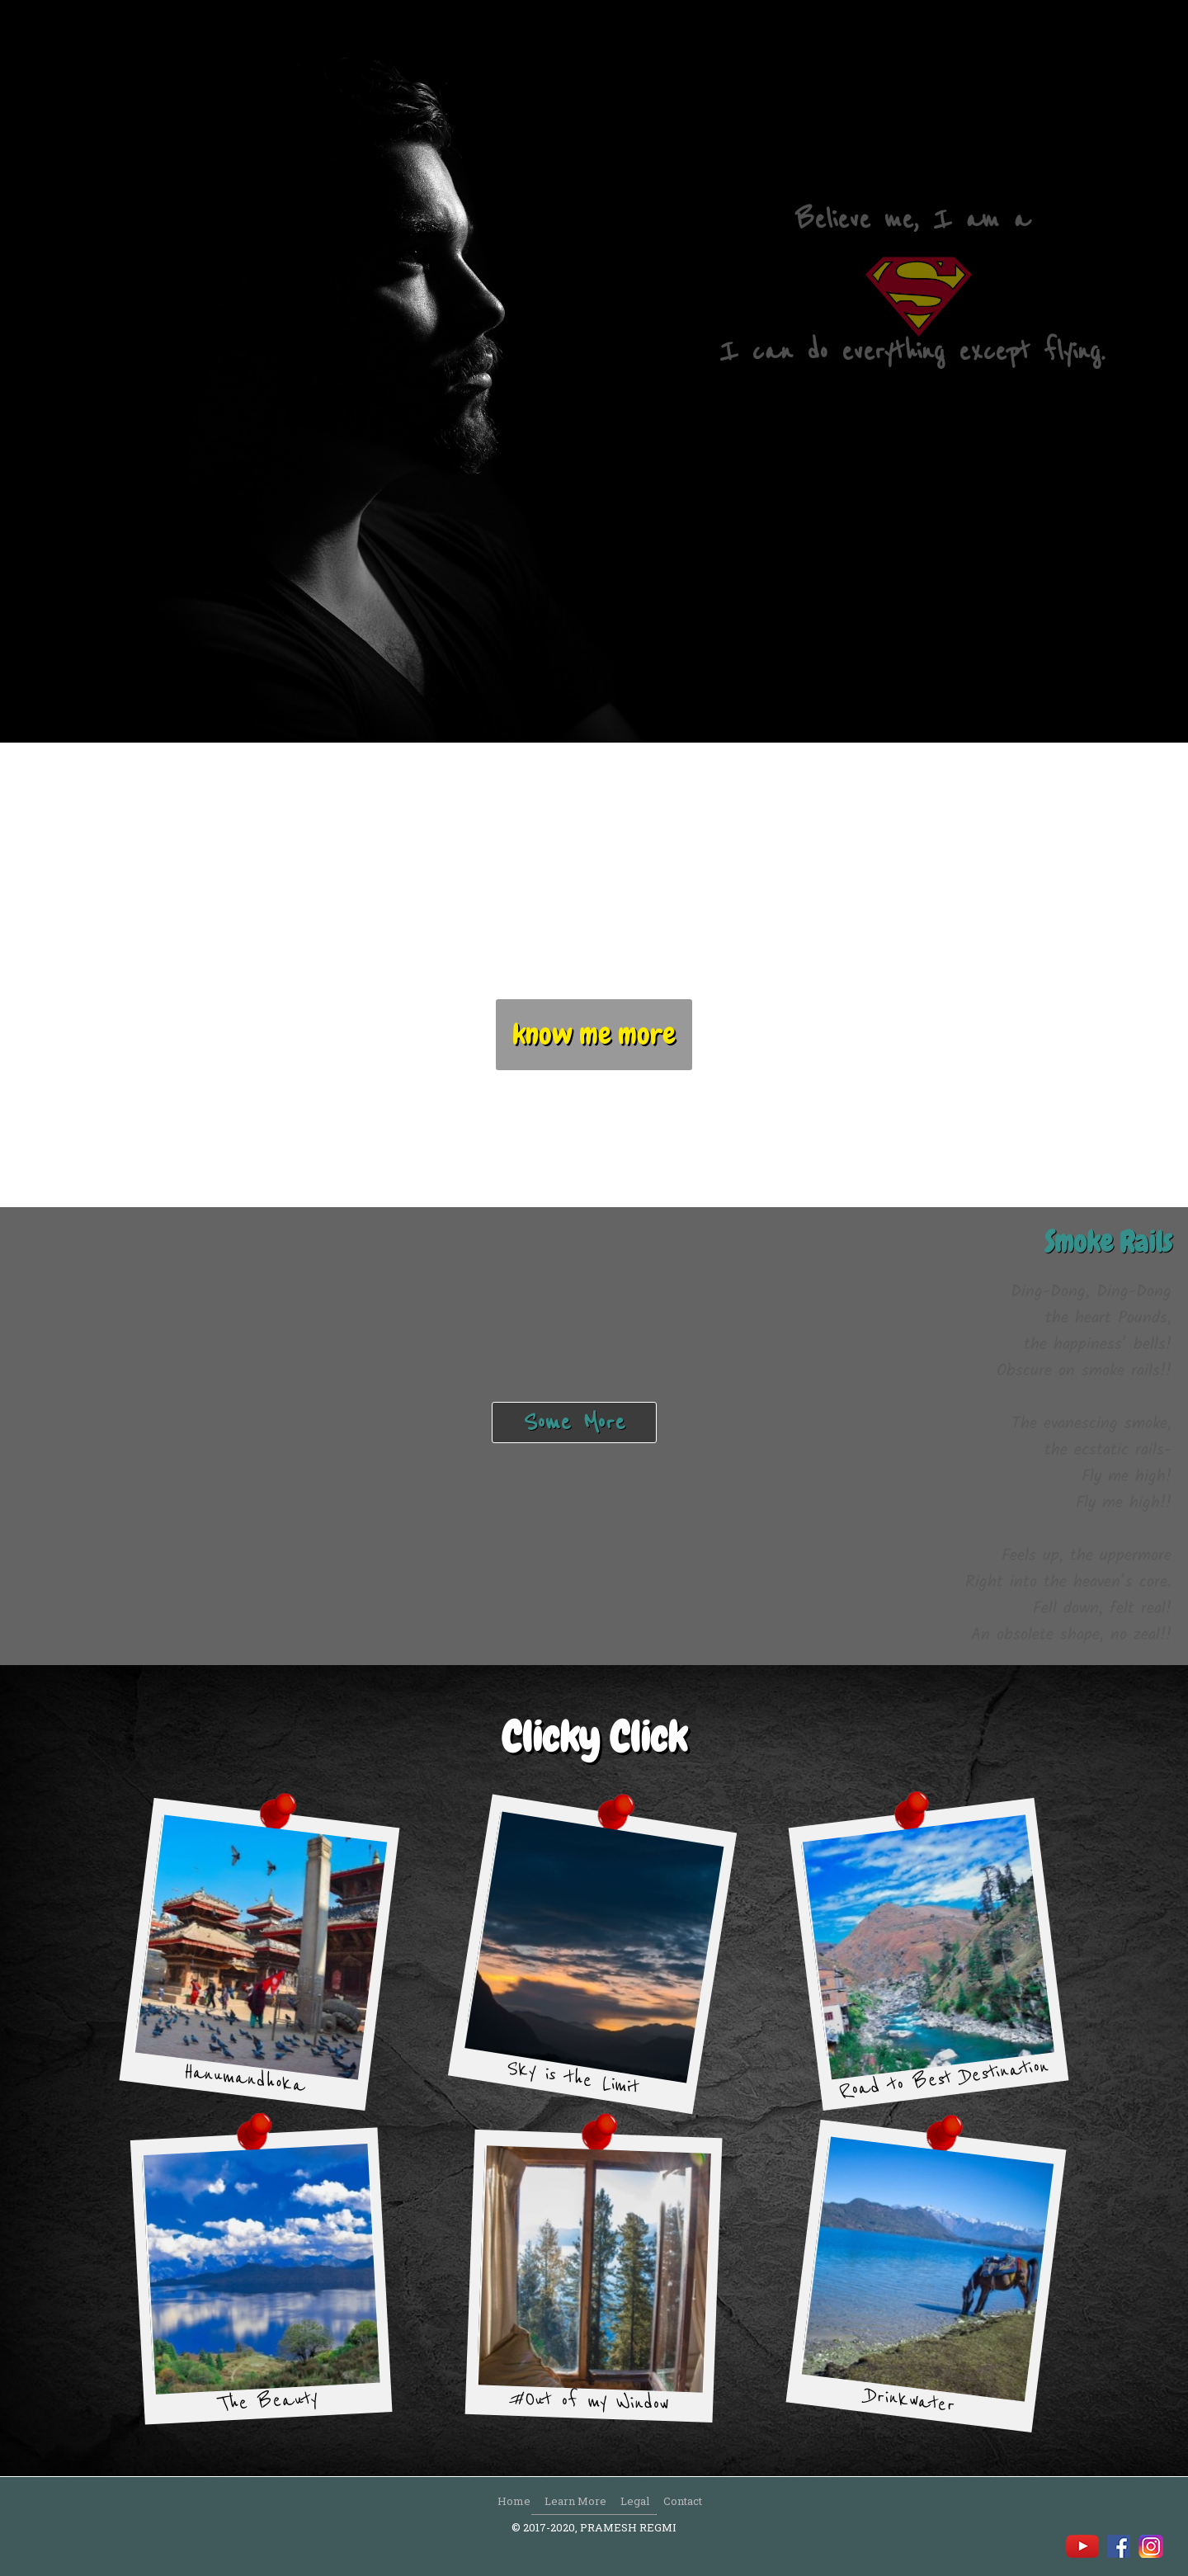 Believe me, I am a
S
I can do everything except flying.
know me more
Smoke Rails
Ding-Dong, Ding-Dong
the heart Pounds,
the happiness' bells!
Obscure on smoke rails!!
Some More
The evanescing smoke,
the ecstatic rails-
Fly me high!
Fly me high!!
Feels up, the uppermore
Right into the heaven's core.
Fell down, felt real!
An obsolete shape, no zeal!!
Clicky Click
Hanumandhoka
Sky is the Limit
Road to Best Destination
The Beauty
#Out of my Window
Drinkwater
Home Learn More Legal Contact
© 2017-2020, PRAMESH REGMI